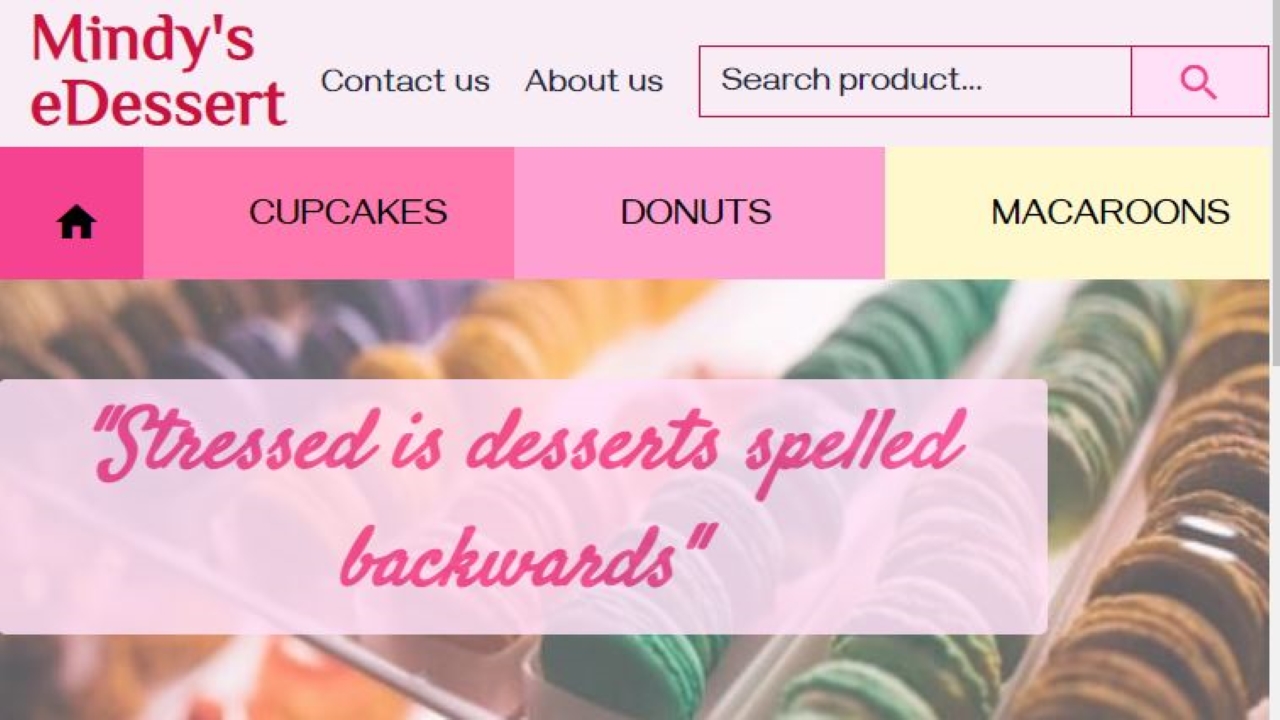 Mindy's
eDessert
Contact us About us Search product...
CUPCAKES DONUTS MACAROONS
"Stressed is desserts spelled
backwards"